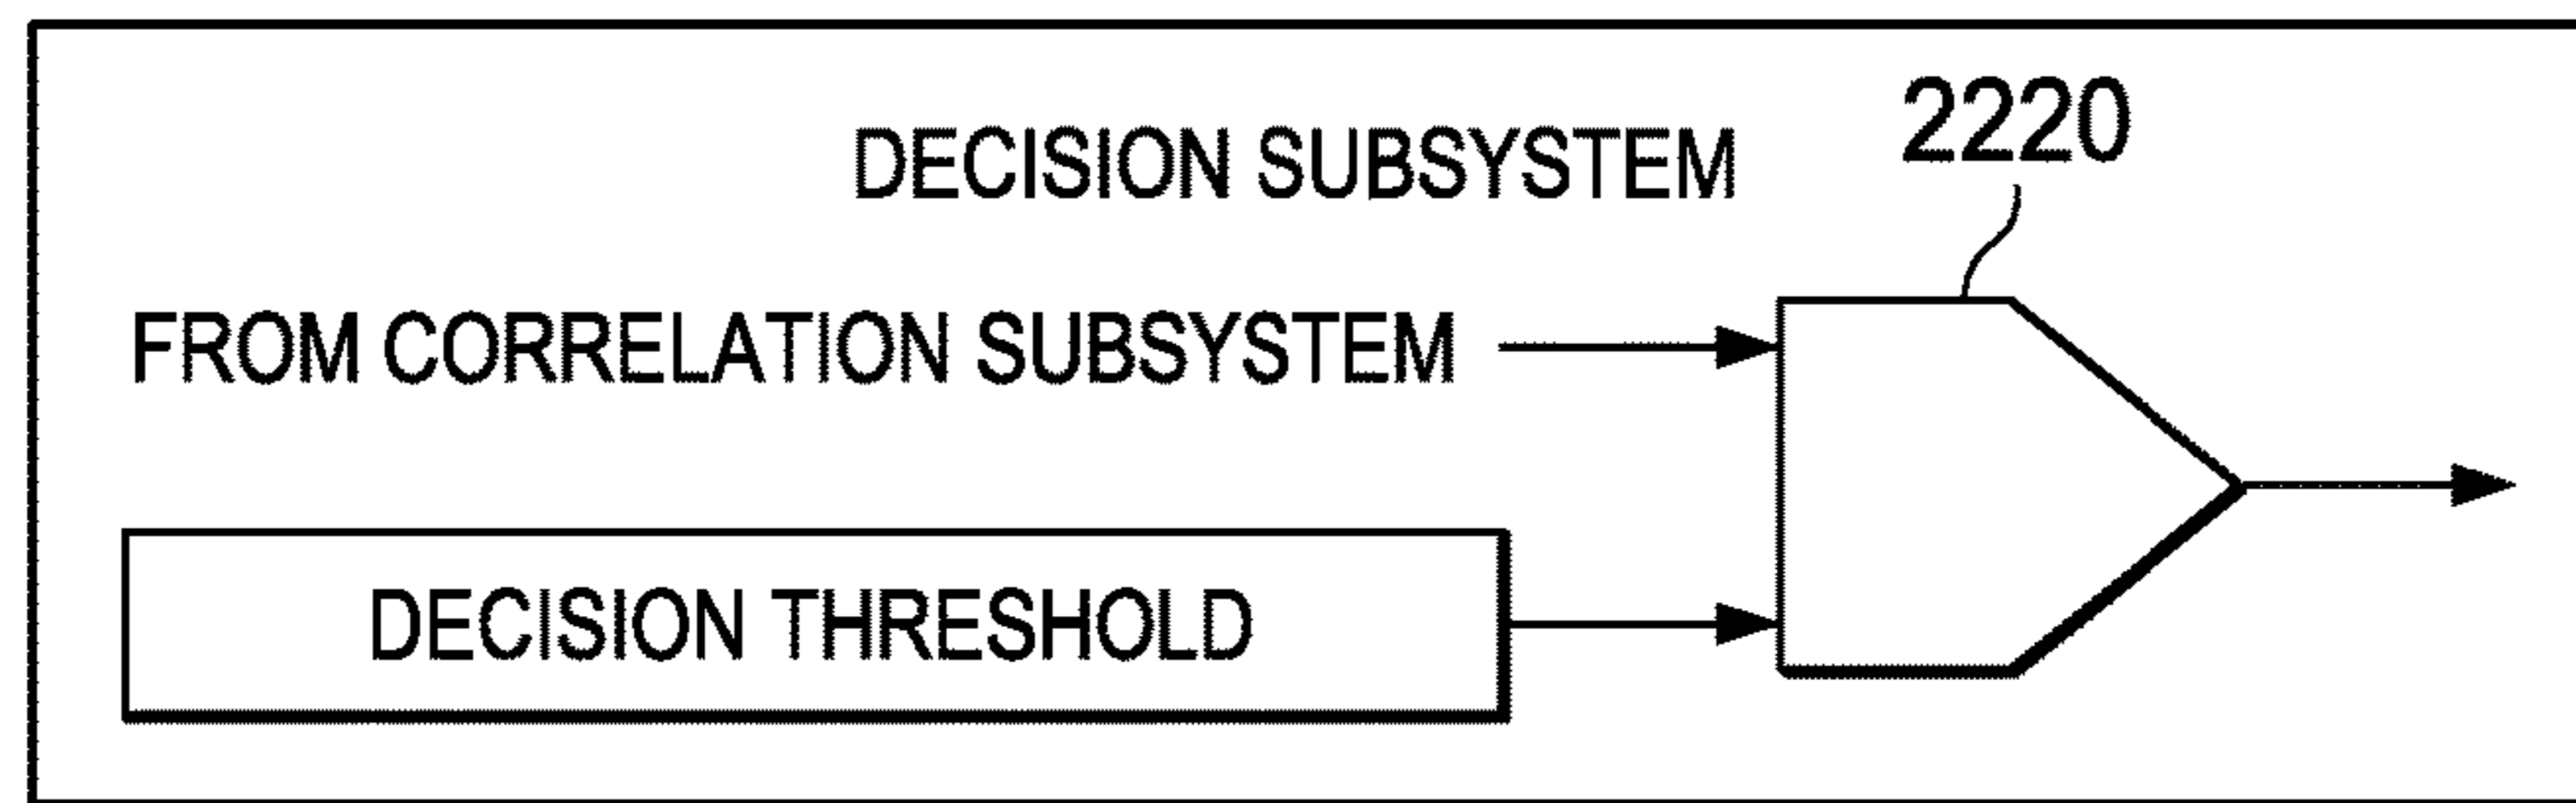 DECISION SUBSYSTEM
2220
FROM CORRELATION SUBSYSTEM
DECISION THRESHOLD